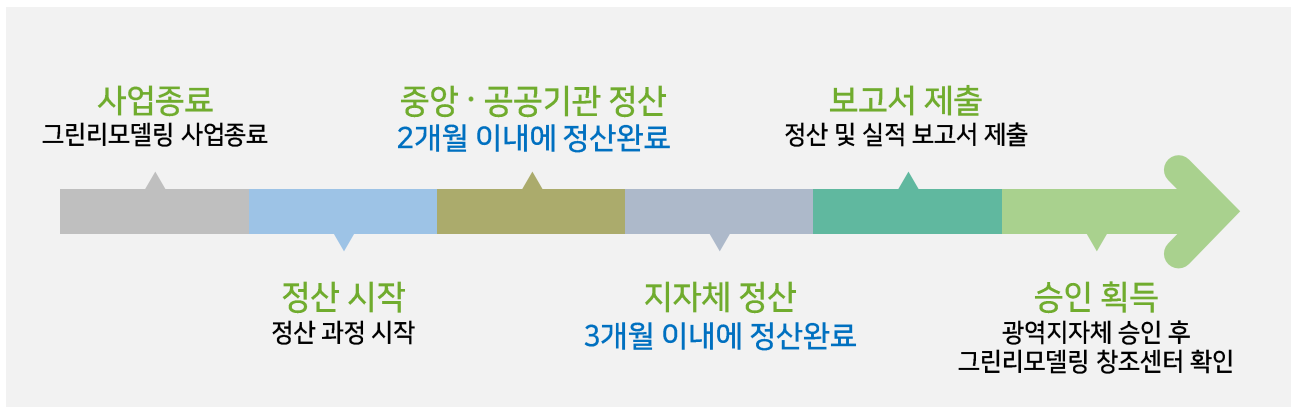 사업종료
그린리모델링 사업종료
중앙 · 공공기관 정산
2개월 이내에 정산완료
보고서 제출
정산 및 실적 보고서 제출
정산 시작
정산 과정 시작
지자체 정산
3개월 이내에 정산완료
승인 획득
광역지자체 승인 후
그린리모델링 창조센터 확인